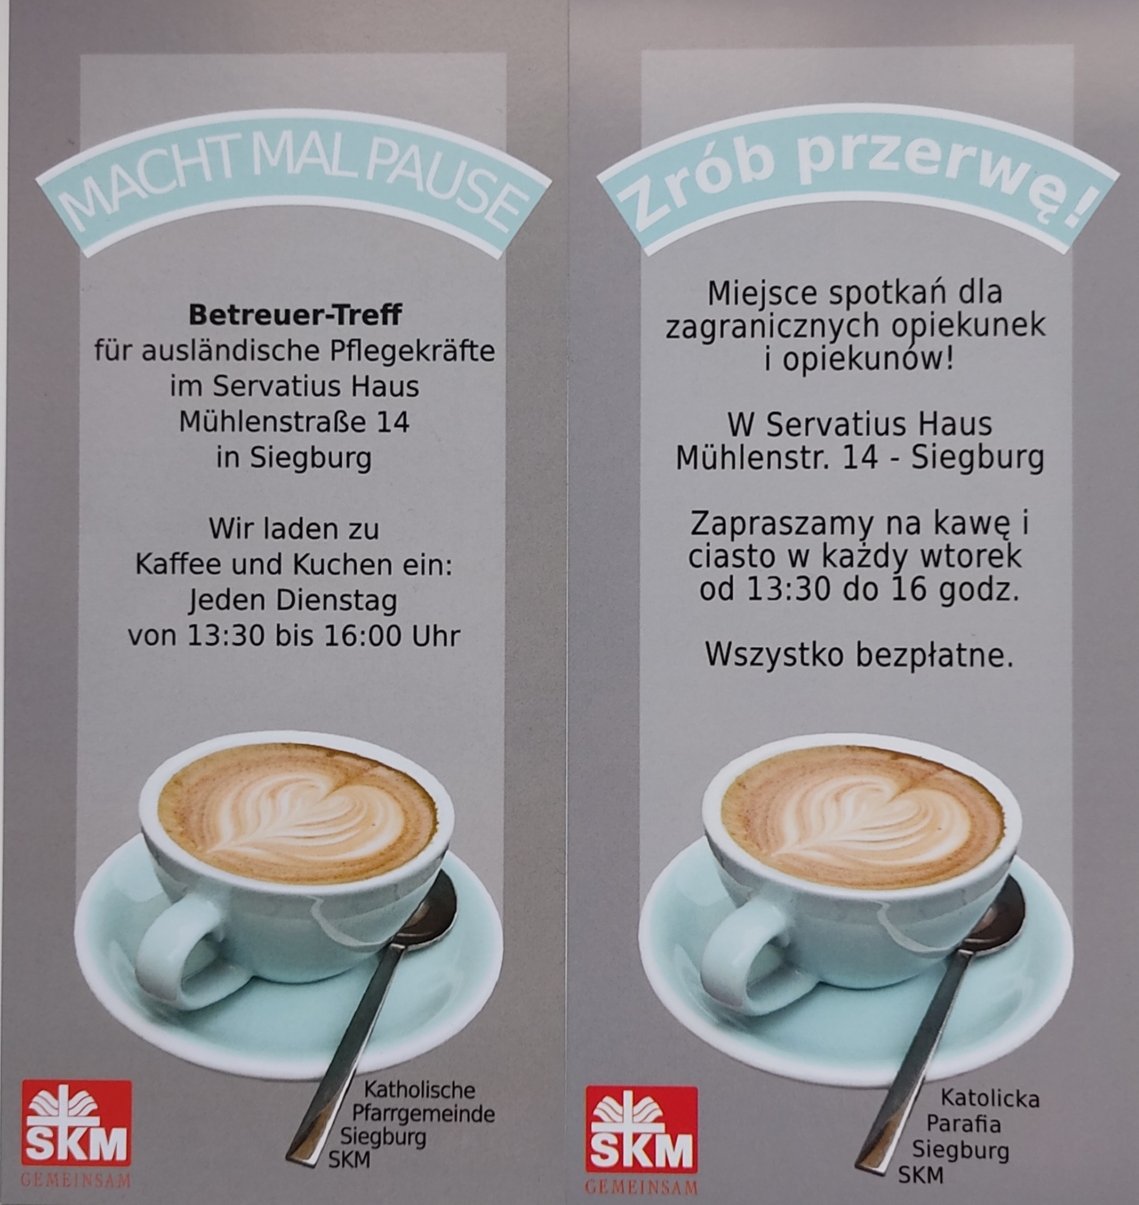 MACHT MAL PAUSE
Betreuer-Treff
für ausländische Pflegekräfte
im Servatius Haus
Mühlenstraße 14
in Siegburg
Wir laden zu
Kaffee und Kuchen ein:
Jeden Dienstag
von 13:30 bis 16:00 Uhr
SKM
GEMEINSAM
Katholische
Pfarrgemeinde
Siegburg
SKM
Zrób przerwę!
Miejsce spotkań dla
zagranicznych opiekunek
i opiekunów!
W Servatius Haus
Mühlenstr. 14 - Siegburg
Zapraszamy na kawę i
ciasto w każdy wtorek
od 13:30 do 16 godz.
Wszystko bezpłatne.
SKM
GEMEINSAM
Katolicka
Parafia
Siegburg
SKM